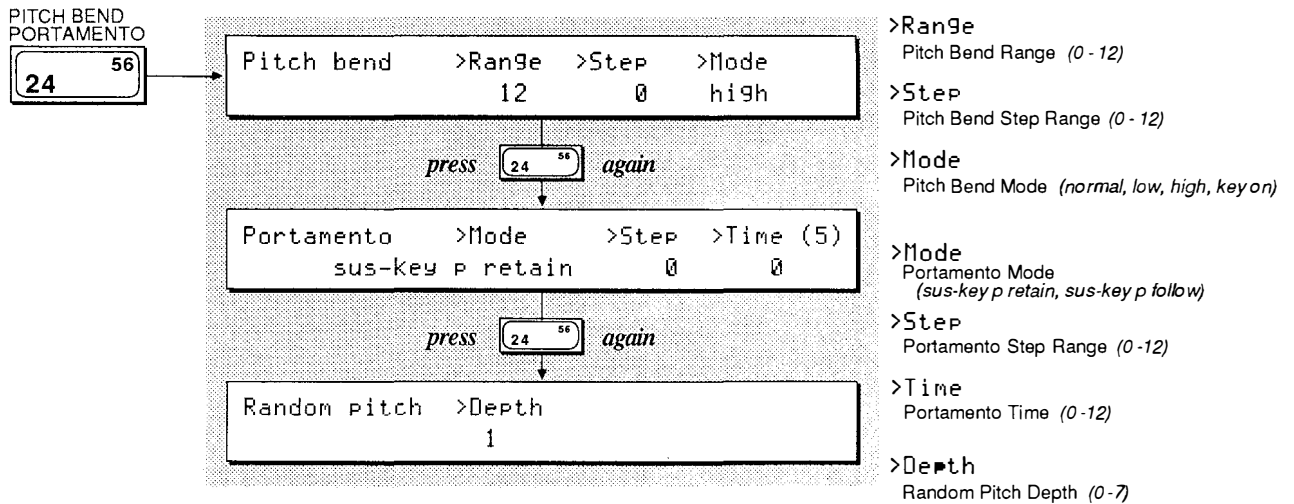 PITCH BEND
PORTAMENTO
24 56
Pitch bend >Range >Step >Mode
12 0 high
press 24 56 again
Portamento >Mode >Step >Time (5)
sus-key p retain 0 0
press 24 56 again
Random pitch >Depth
1
>Range
Pitch Bend Range (0 - 12)
>Step
Pitch Bend Step Range (0 - 12)
>Mode
Pitch Bend Mode (normal, low, high, key on)
>Mode
Portamento Mode
(sus-key p retain, sus-key p follow)
>Step
Portamento Step Range (0 -12)
>Time
Portamento Time (0 -12)
>Depth
Random Pitch Depth (0 -7)